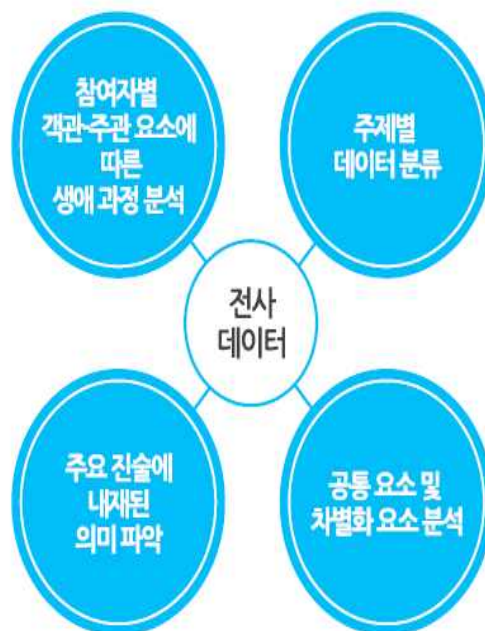 참여자별
객관·주관 요소에
따른
생애 과정 분석
주제별
데이터 분류
전사
데이터
주요 진술에
내재된
의미 파악
공통 요소 및
차별화 요소 분석